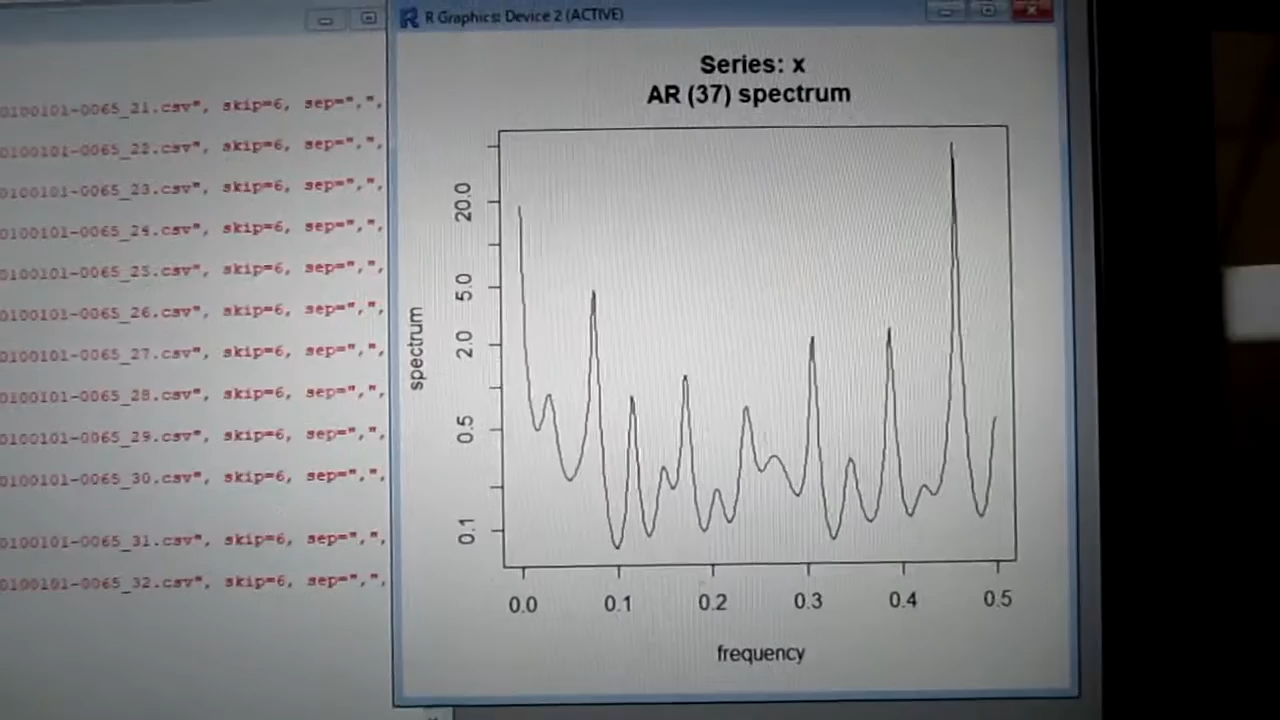 R Graphics: Device 2 (ACTIVE)
0100101-0065_21.csv", skip=6, sep=",",
0100101-0065_22.csv", skip=6, sep=",",
0100101-0065_23.csv", skip=6, sep=",",
0100101-0065_24.csv", skip=6, sep=",",
0100101-0065_25.csv", skip=6, sep=",",
0100101-0065_26.csv", skip=6, sep=",",
0100101-0065_27.csv", skip=6, sep=",",
0100101-0065_28.csv", skip=6, sep=",",
0100101-0065_29.csv", skip=6, sep=",",
0100101-0065_30.csv", skip=6, sep=",",
0100101-0065_31.csv", skip=6, sep=",",
0100101-0065_32.csv", skip=6, sep=",",
Series: x
AR (37) spectrum
spectrum
20.0
5.0
2.0
0.5
0.1
0.0 0.1 0.2 0.3 0.4 0.5
frequency